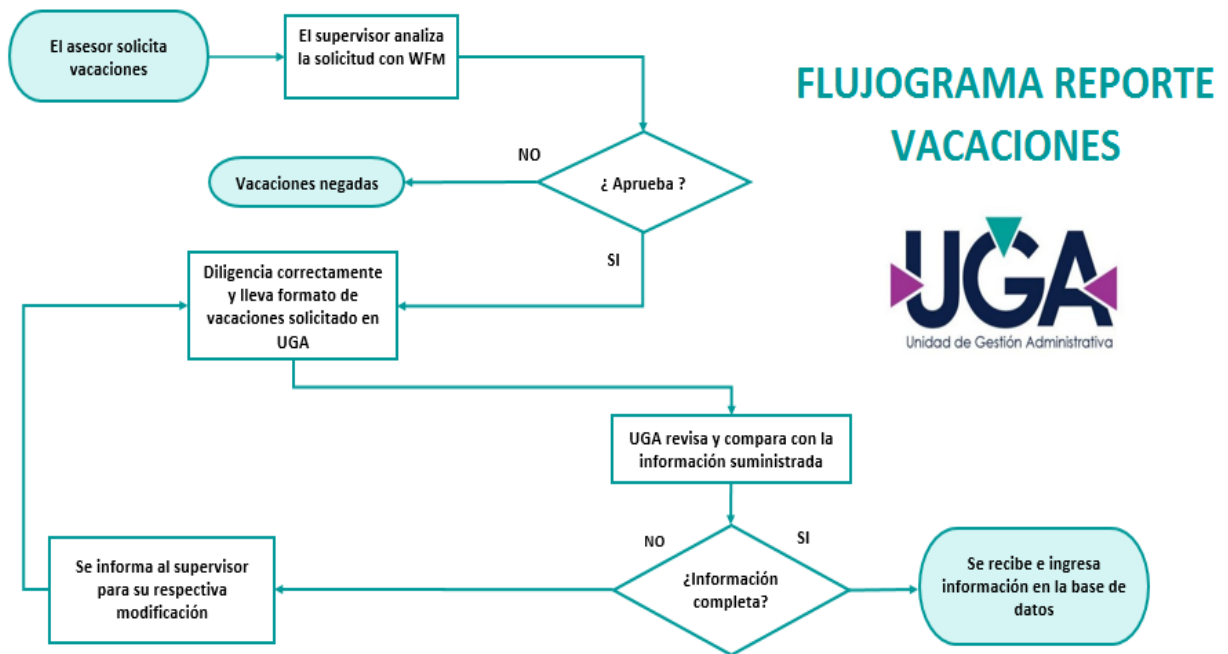 El asesor solicita
vacaciones
El supervisor analiza
la solicitud con WFM
FLUJOGRAMA REPORTE
VACACIONES
NO
¿ Aprueba ?
Vacaciones negadas
SI
Diligencia correctamente
y lleva formato de
vacaciones solicitado en
UGA
UGA
Unidad de Gestión Administrativa
UGA revisa y compara con la
información suministrada
NO
SI
¿Información
completa?
Se informa al supervisor
para su respectiva
modificación
Se recibe e ingresa
información en la base de
datos